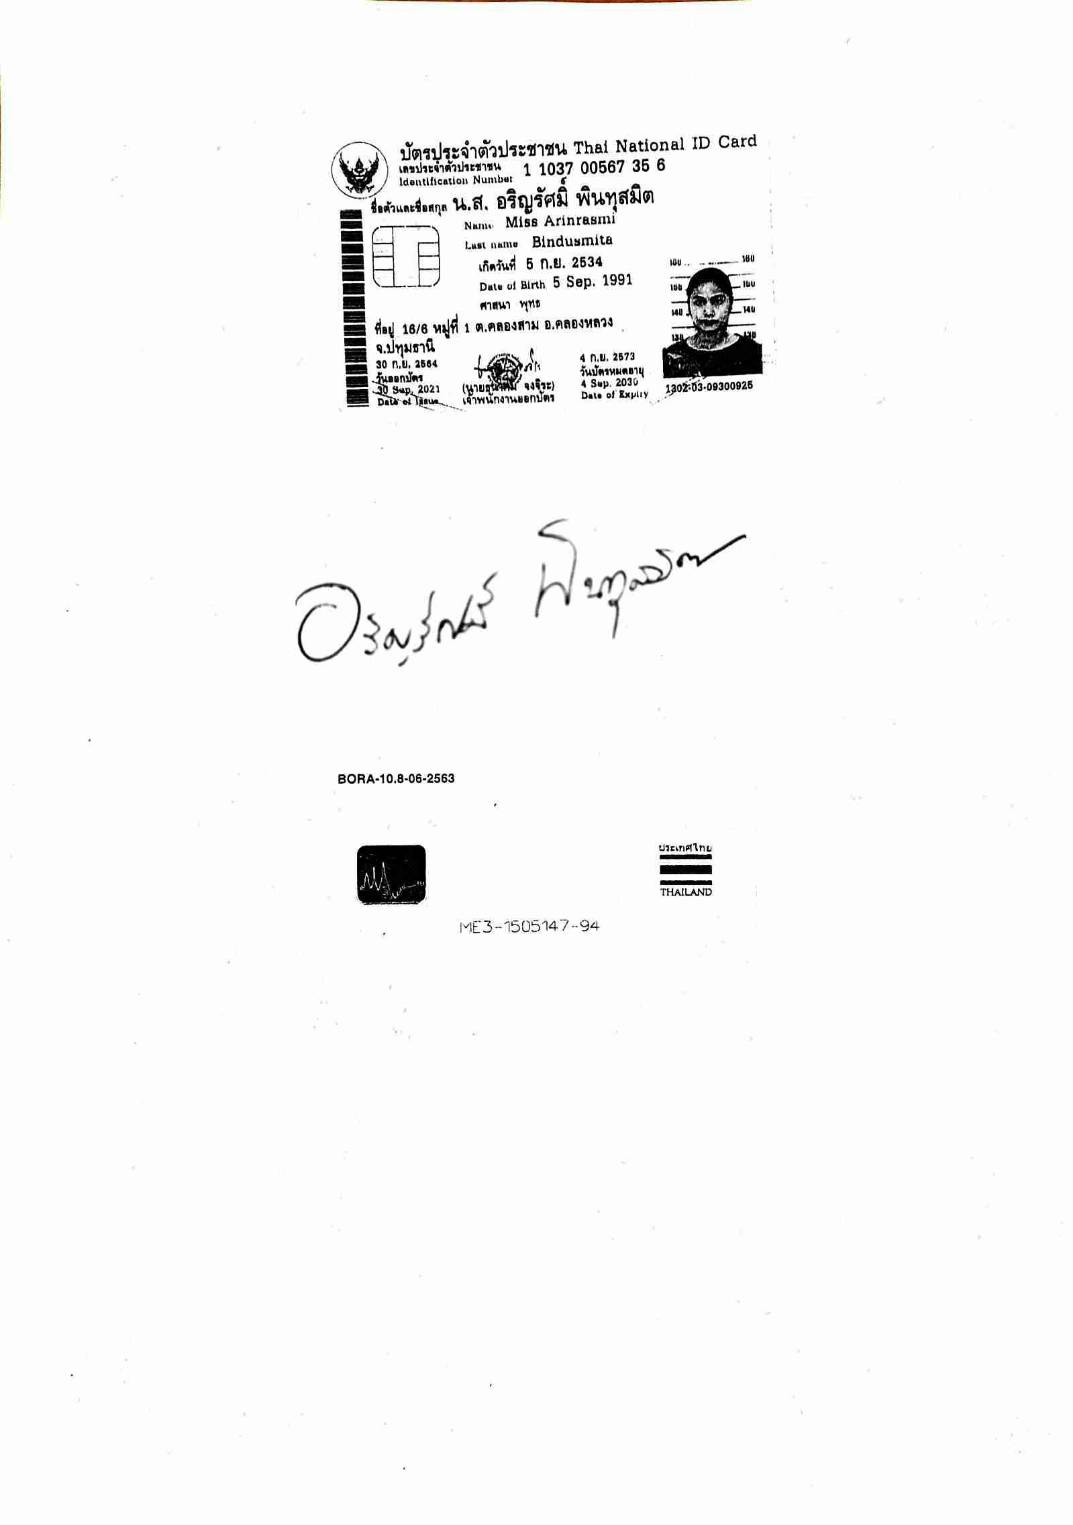 บัตรประจำตัวประชาชน Thai National ID Card
เลขประจำตัวประชาชน 1 1037 00567 35 6
Identification Number
ชื่อตัวและชื่อสกุล น.ส. อริญรัศมิ์ พินทุสมิต
Name Miss Arinrasmi
Last name Bindusmita
เกิดวันที่ 5 ก.ย. 2534
Date of Birth 5 Sep. 1991
ศาสนา พุทธ
ที่อยู่ 16/6 หมู่ที่ 1 ต.คลองสาม อ.คลองหลวง
จ.ปทุมธานี
30 ก.ย. 2564
วันออกบัตร
30 Sep. 2021
Date of Issue
จงจิระ)
เจ้าพนักงานออกบัตร
4 ก.ย. 2573
วันบัตรหมดอายุ
4 Sep. 2030
Date of Expiry
180 180
160 160
140 140
1302-03-09300925
อริญรัศมิ์ พินทุสมิต
BORA-10.8-06-2563
ประเทศไทย
THAILAND
ME3-1505147-94